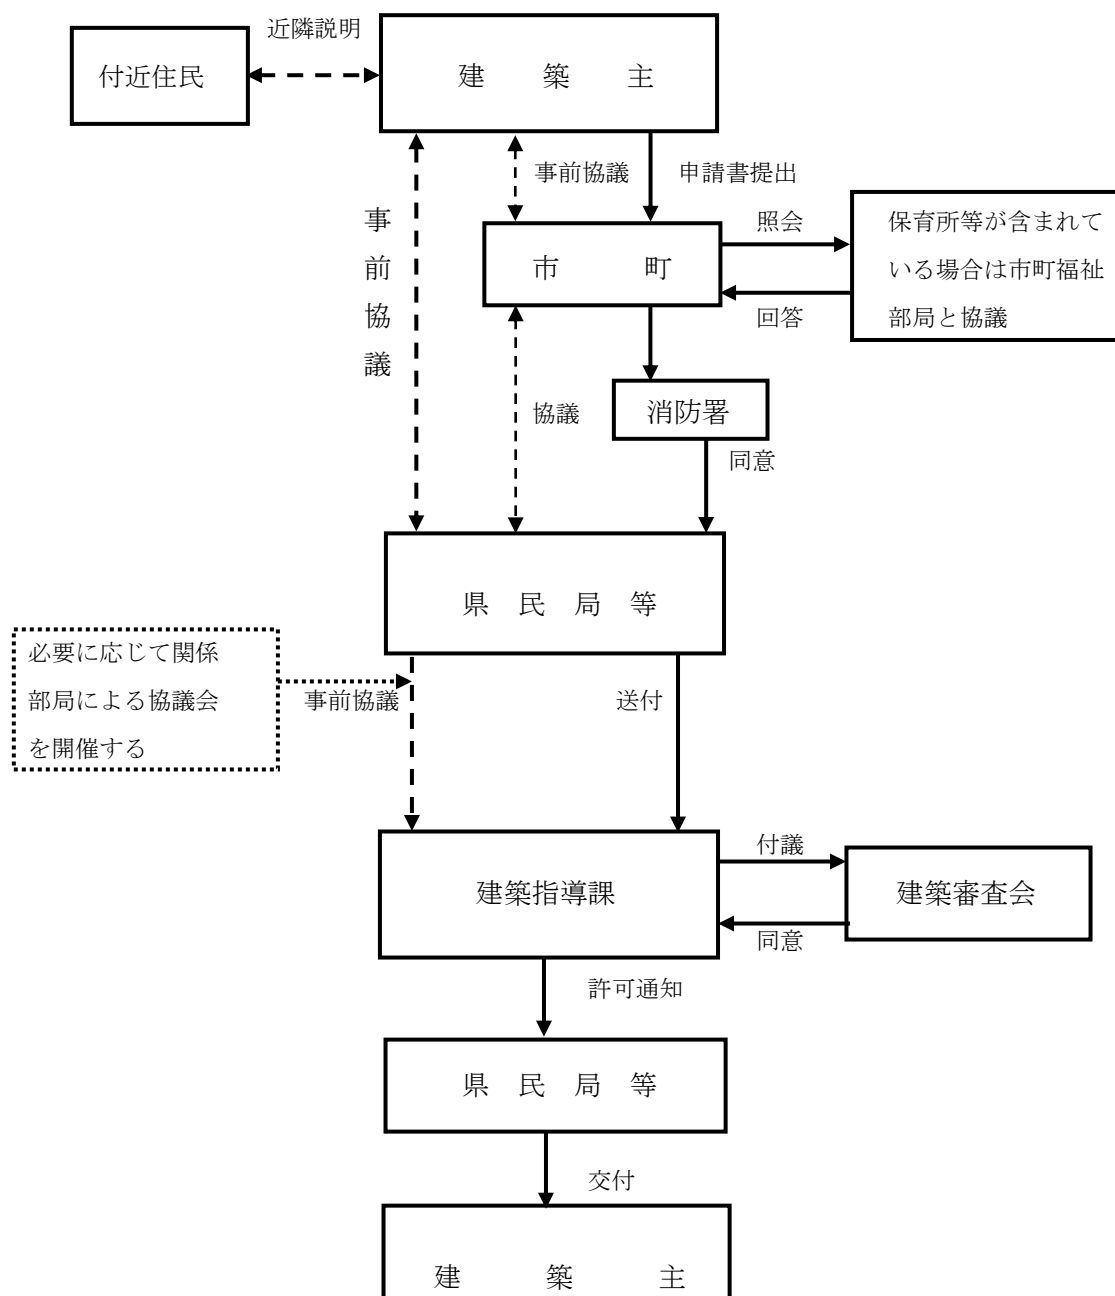 近隣説明
付近住民
建　築　主
事前協議
申請書提出
事
前
協
議
市　町
照会
回答
保育所等が含まれて
いる場合は市町福祉
部局と協議
協議
消防署
同意
県　民　局　等
必要に応じて関係
部局による協議会
を開催する
事前協議
送付
建築指導課
付議
同意
建築審査会
許可通知
県　民　局　等
交付
建　築　主